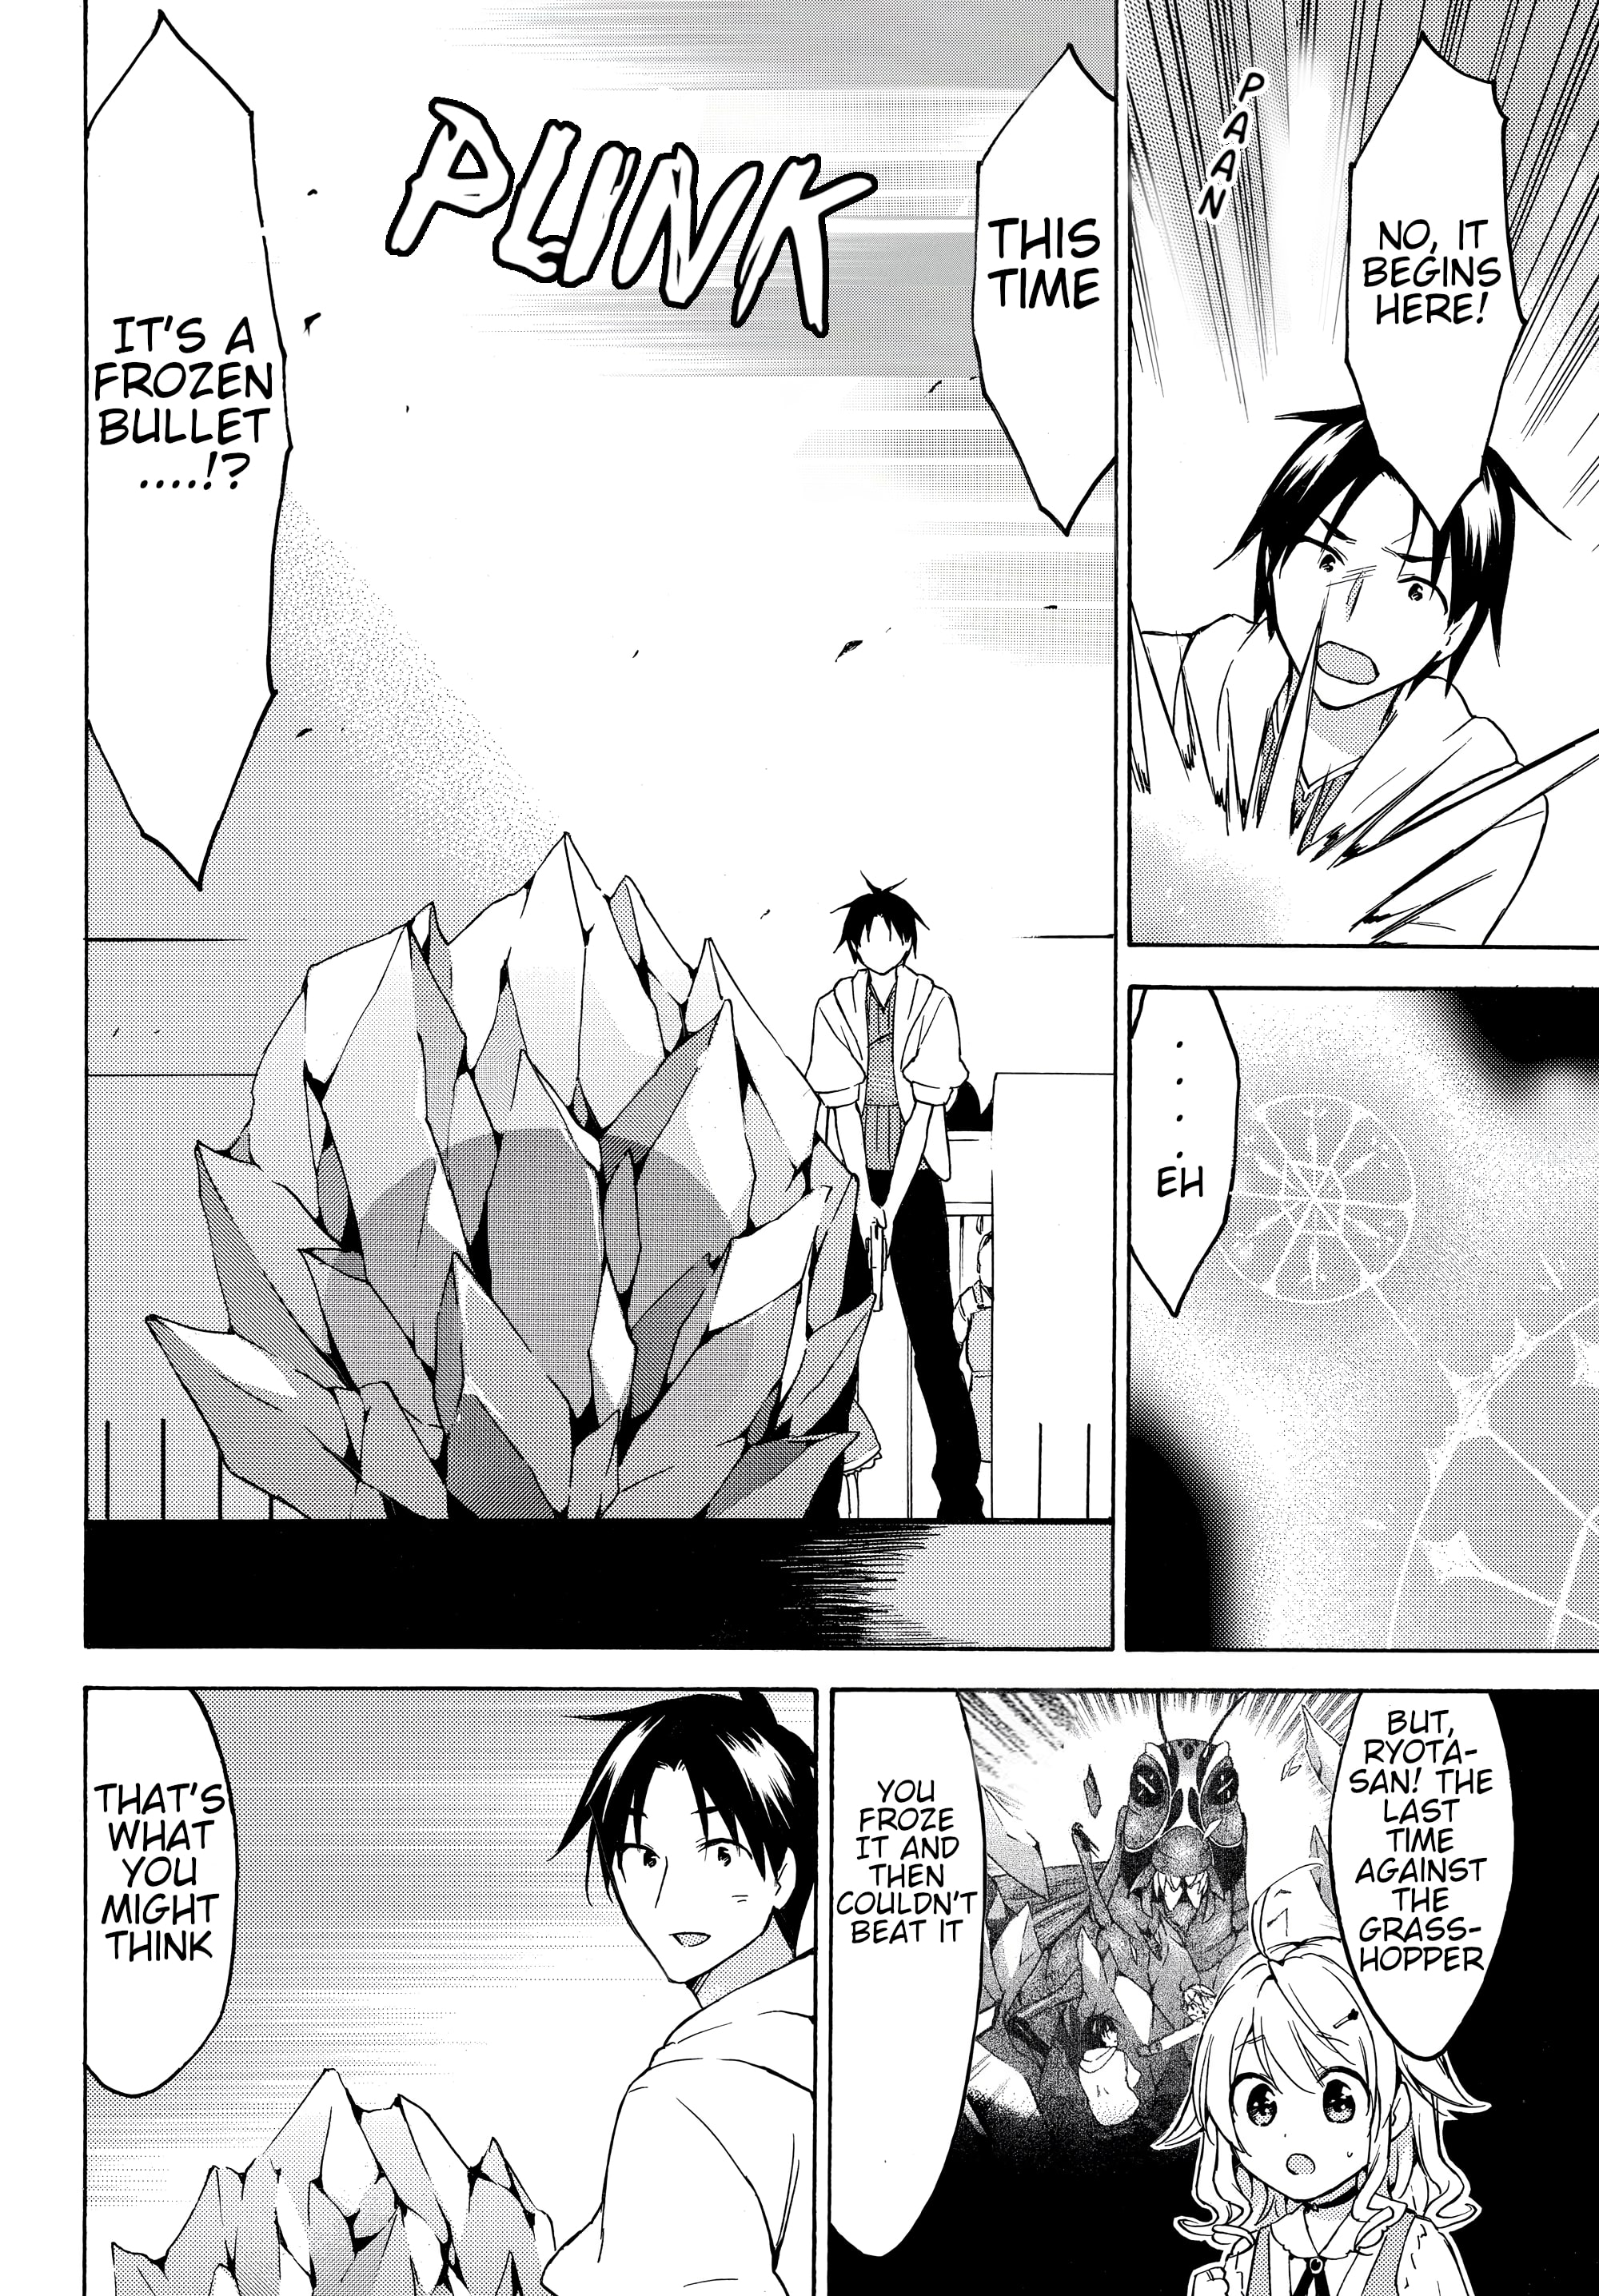 NO, IT
BEGINS
HERE!
PAAN
....
EH
THIS
TIME
PLINK
IT'S A
FROZEN
BULLET
....!?
BUT,
RYOTA-
SAN! THE
LAST
TIME
AGAINST
THE
GRASS-
HOPPER
YOU
FROZE
IT AND
THEN
COULDN'T
BEAT IT
THAT'S
WHAT
YOU
MIGHT
THINK